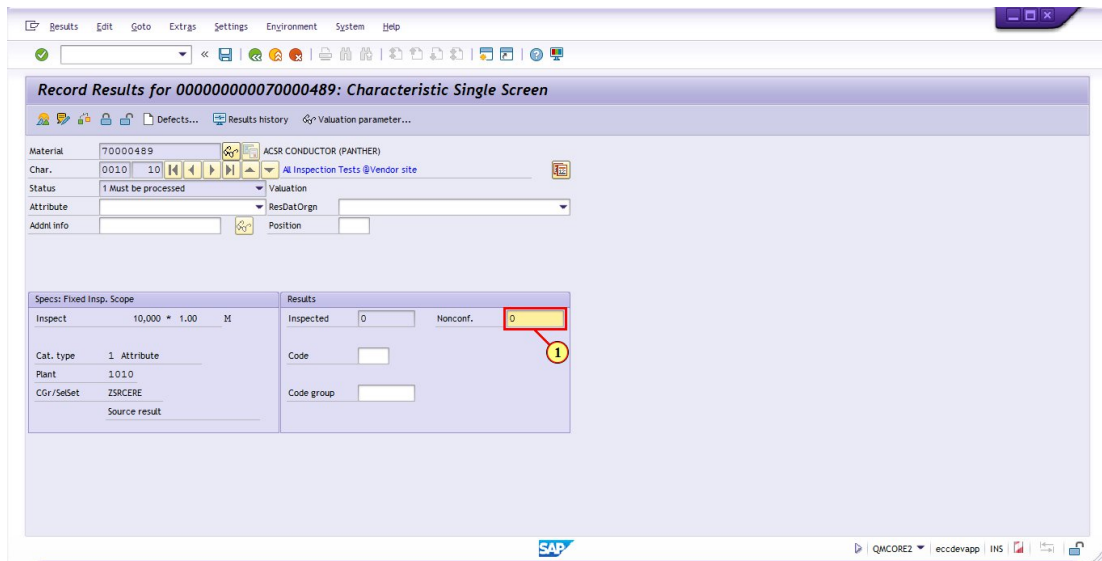 Results Edit Goto Extras Settings Environment System Help
Record Results for 000000000070000489: Characteristic Single Screen
Defects... Results history Valuation parameter...
Material 70000489 ACSR CONDUCTOR (PANTHER)
Char. 0010 10 All Inspection Tests @Vendor site
Status 1 Must be processed Valuation
Attribute ResDatOrgn
Addnl info Position
Specs: Fixed Insp. Scope Results
Inspect 10,000 * 1.00 M Inspected 0 Nonconf. 0
1
Cat. type 1 Attribute Code
Plant 1010
CGr/SelSet ZSRCERE Code group
Source result
SAP QMCORE2 eccdevapp INS